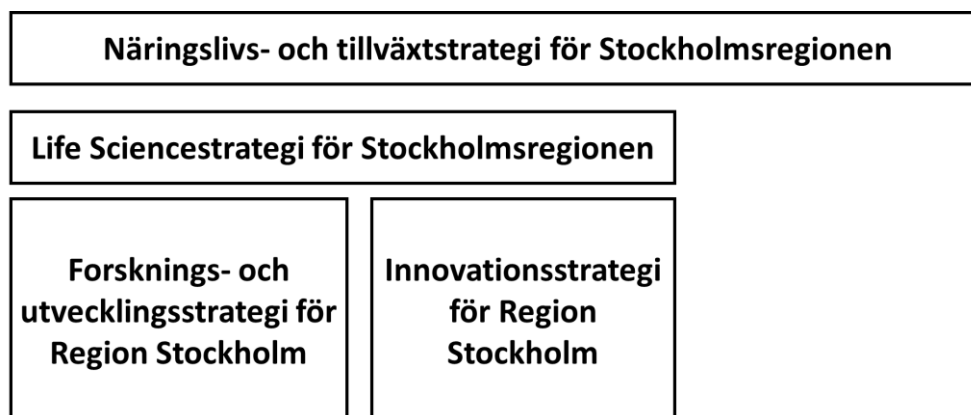 Näringslivs- och tillväxtstrategi för Stockholmsregionen
Life Sciencestrategi för Stockholmsregionen
Forsknings- och
utvecklingsstrategi för
Region Stockholm
Innovationsstrategi
för Region
Stockholm